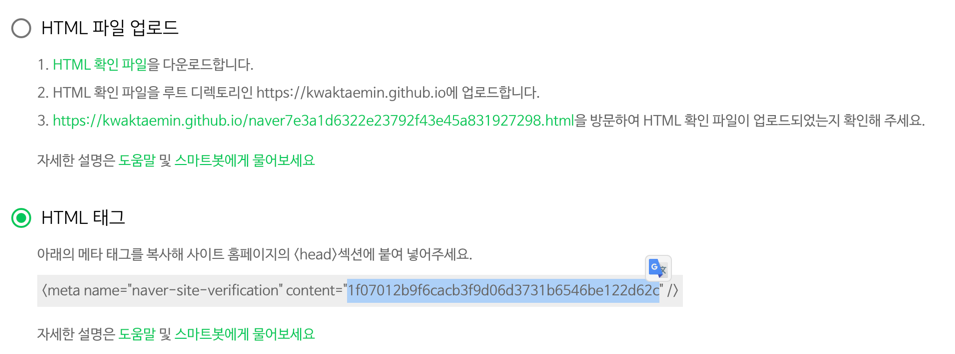 HTML 파일 업로드
1. HTML 확인 파일을 다운로드합니다.
2. HTML 확인 파일을 루트 디렉토리인 https://kwaktaemin.github.io에 업로드합니다.
3. https://kwaktaemin.github.io/naver7e3a1d6322e23792f43e45a831927298.html을 방문하여 HTML 확인 파일이 업로드되었는지 확인해 주세요.
자세한 설명은 도움말 및 스마트봇에게 물어보세요
HTML 태그
아래의 메타 태그를 복사해 사이트 홈페이지의 <head>섹션에 붙여 넣어주세요.
<meta name="naver-site-verification" content="1f07012b9f6cacb3f9d06d3731b6546be122d62c" />
자세한 설명은 도움말 및 스마트봇에게 물어보세요